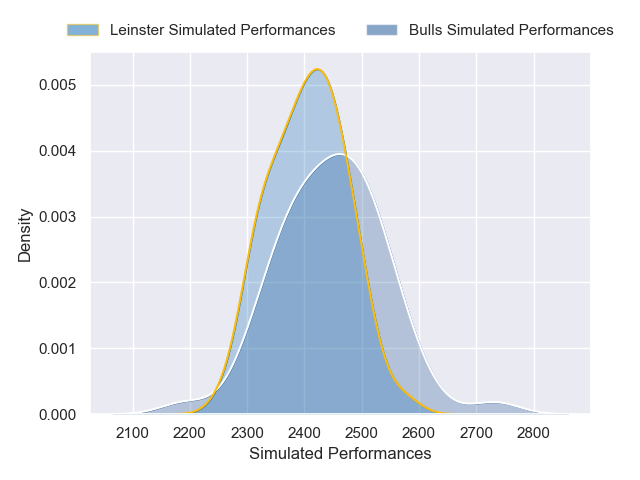 Leinster Simulated Performances
Bulls Simulated Performances
0.005
0.004
0.003
0.002
0.001
0.000
Density
2100 2200 2300 2400 2500 2600 2700 2800
Simulated Performances